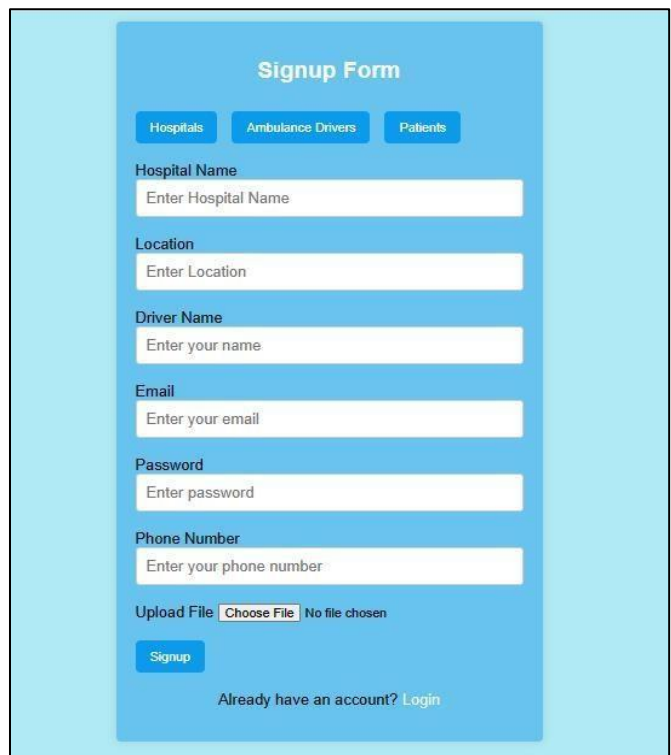 Signup Form
Hospitals Ambulance Drivers Patients
Hospital Name
Enter Hospital Name
Location
Enter Location
Driver Name
Enter your name
Email
Enter your email
Password
Enter password
Phone Number
Enter your phone number
Upload File Choose File No file chosen
Signup
Already have an account? Login